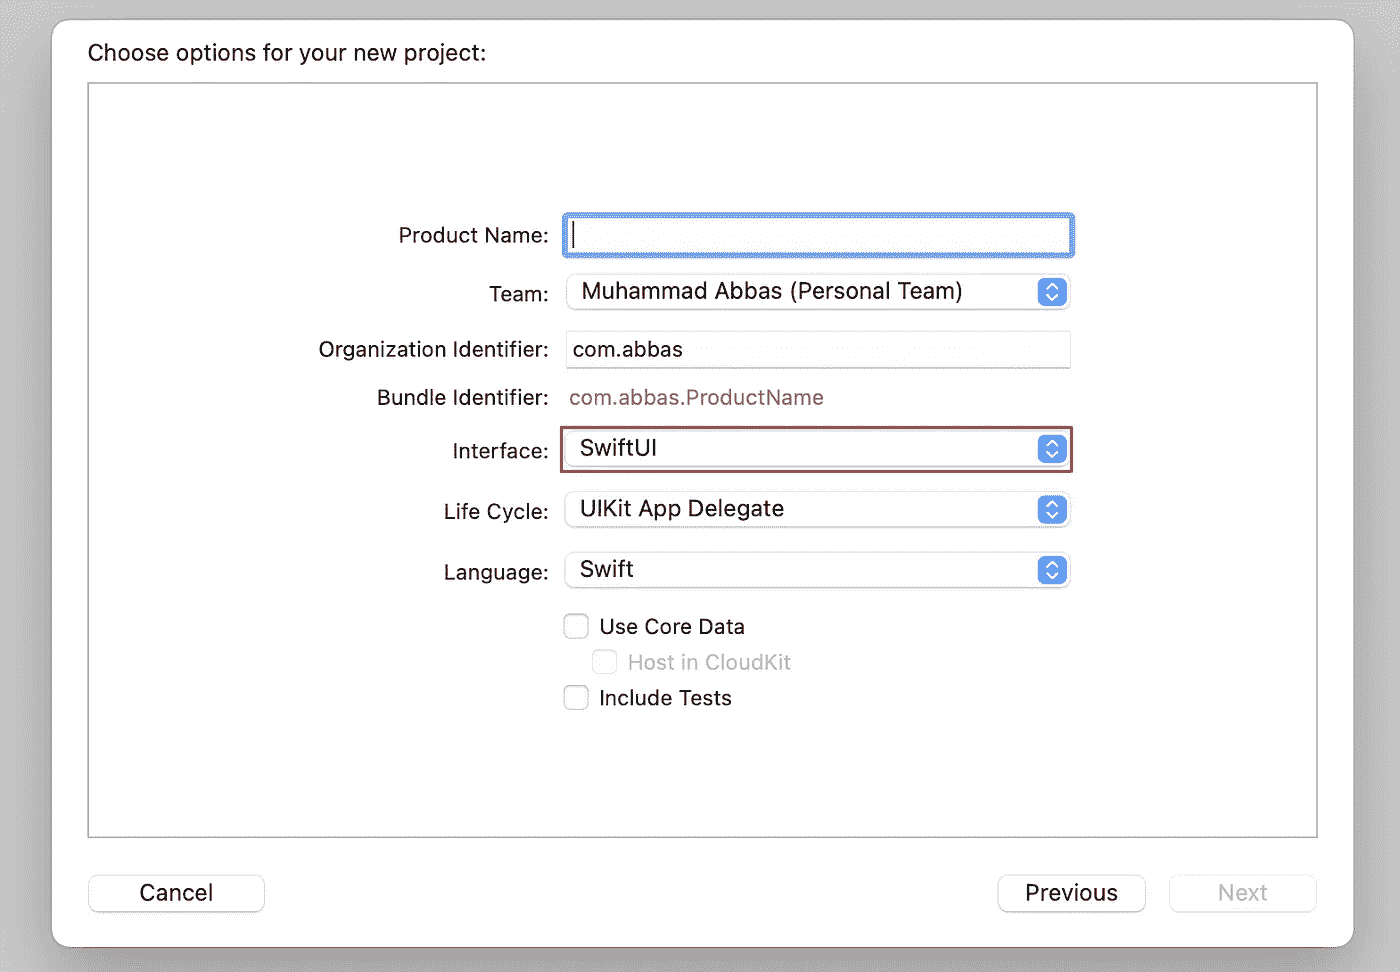 Choose options for your new project:
Product Name:
Team: Muhammad Abbas (Personal Team)
Organization Identifier: com.abbas
Bundle Identifier: com.abbas.ProductName
Interface: SwiftUI
Life Cycle: UIKit App Delegate
Language: Swift
Use Core Data
Host in CloudKit
Include Tests
Cancel Previous Next